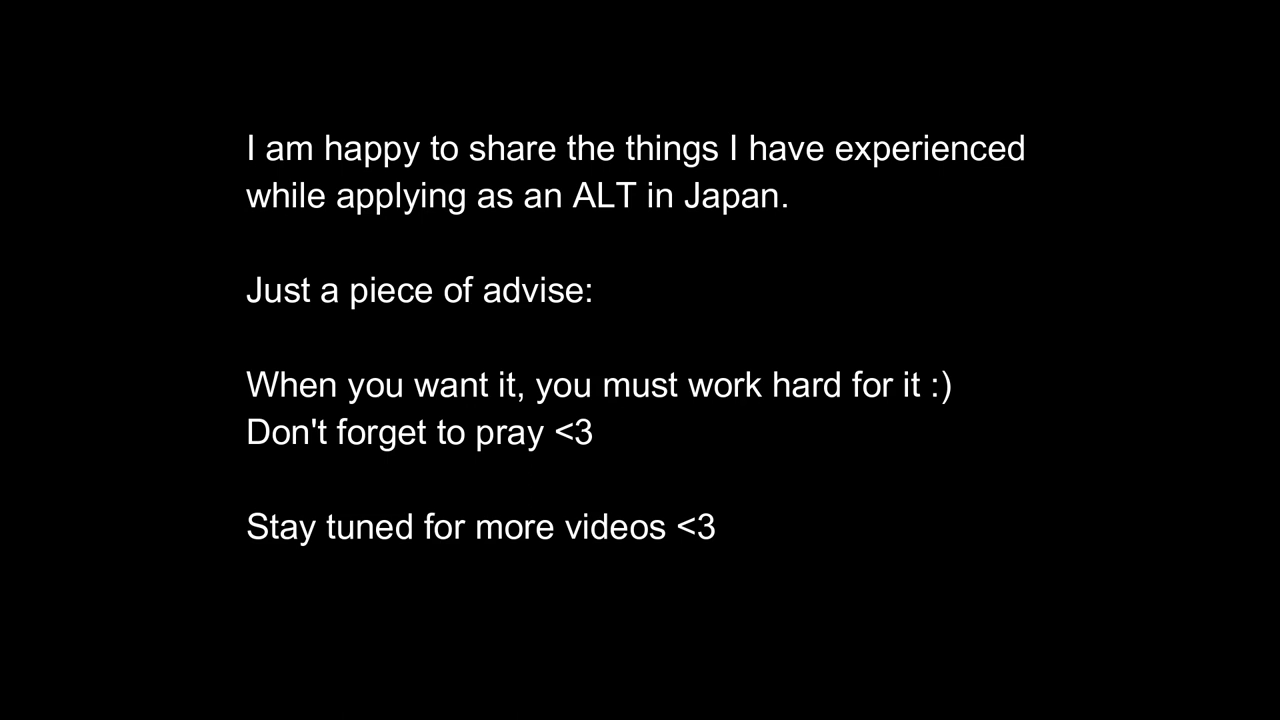 I am happy to share the things I have experienced
while applying as an ALT in Japan.
Just a piece of advise:
When you want it, you must work hard for it :)
Don't forget to pray <3
Stay tuned for more videos <3